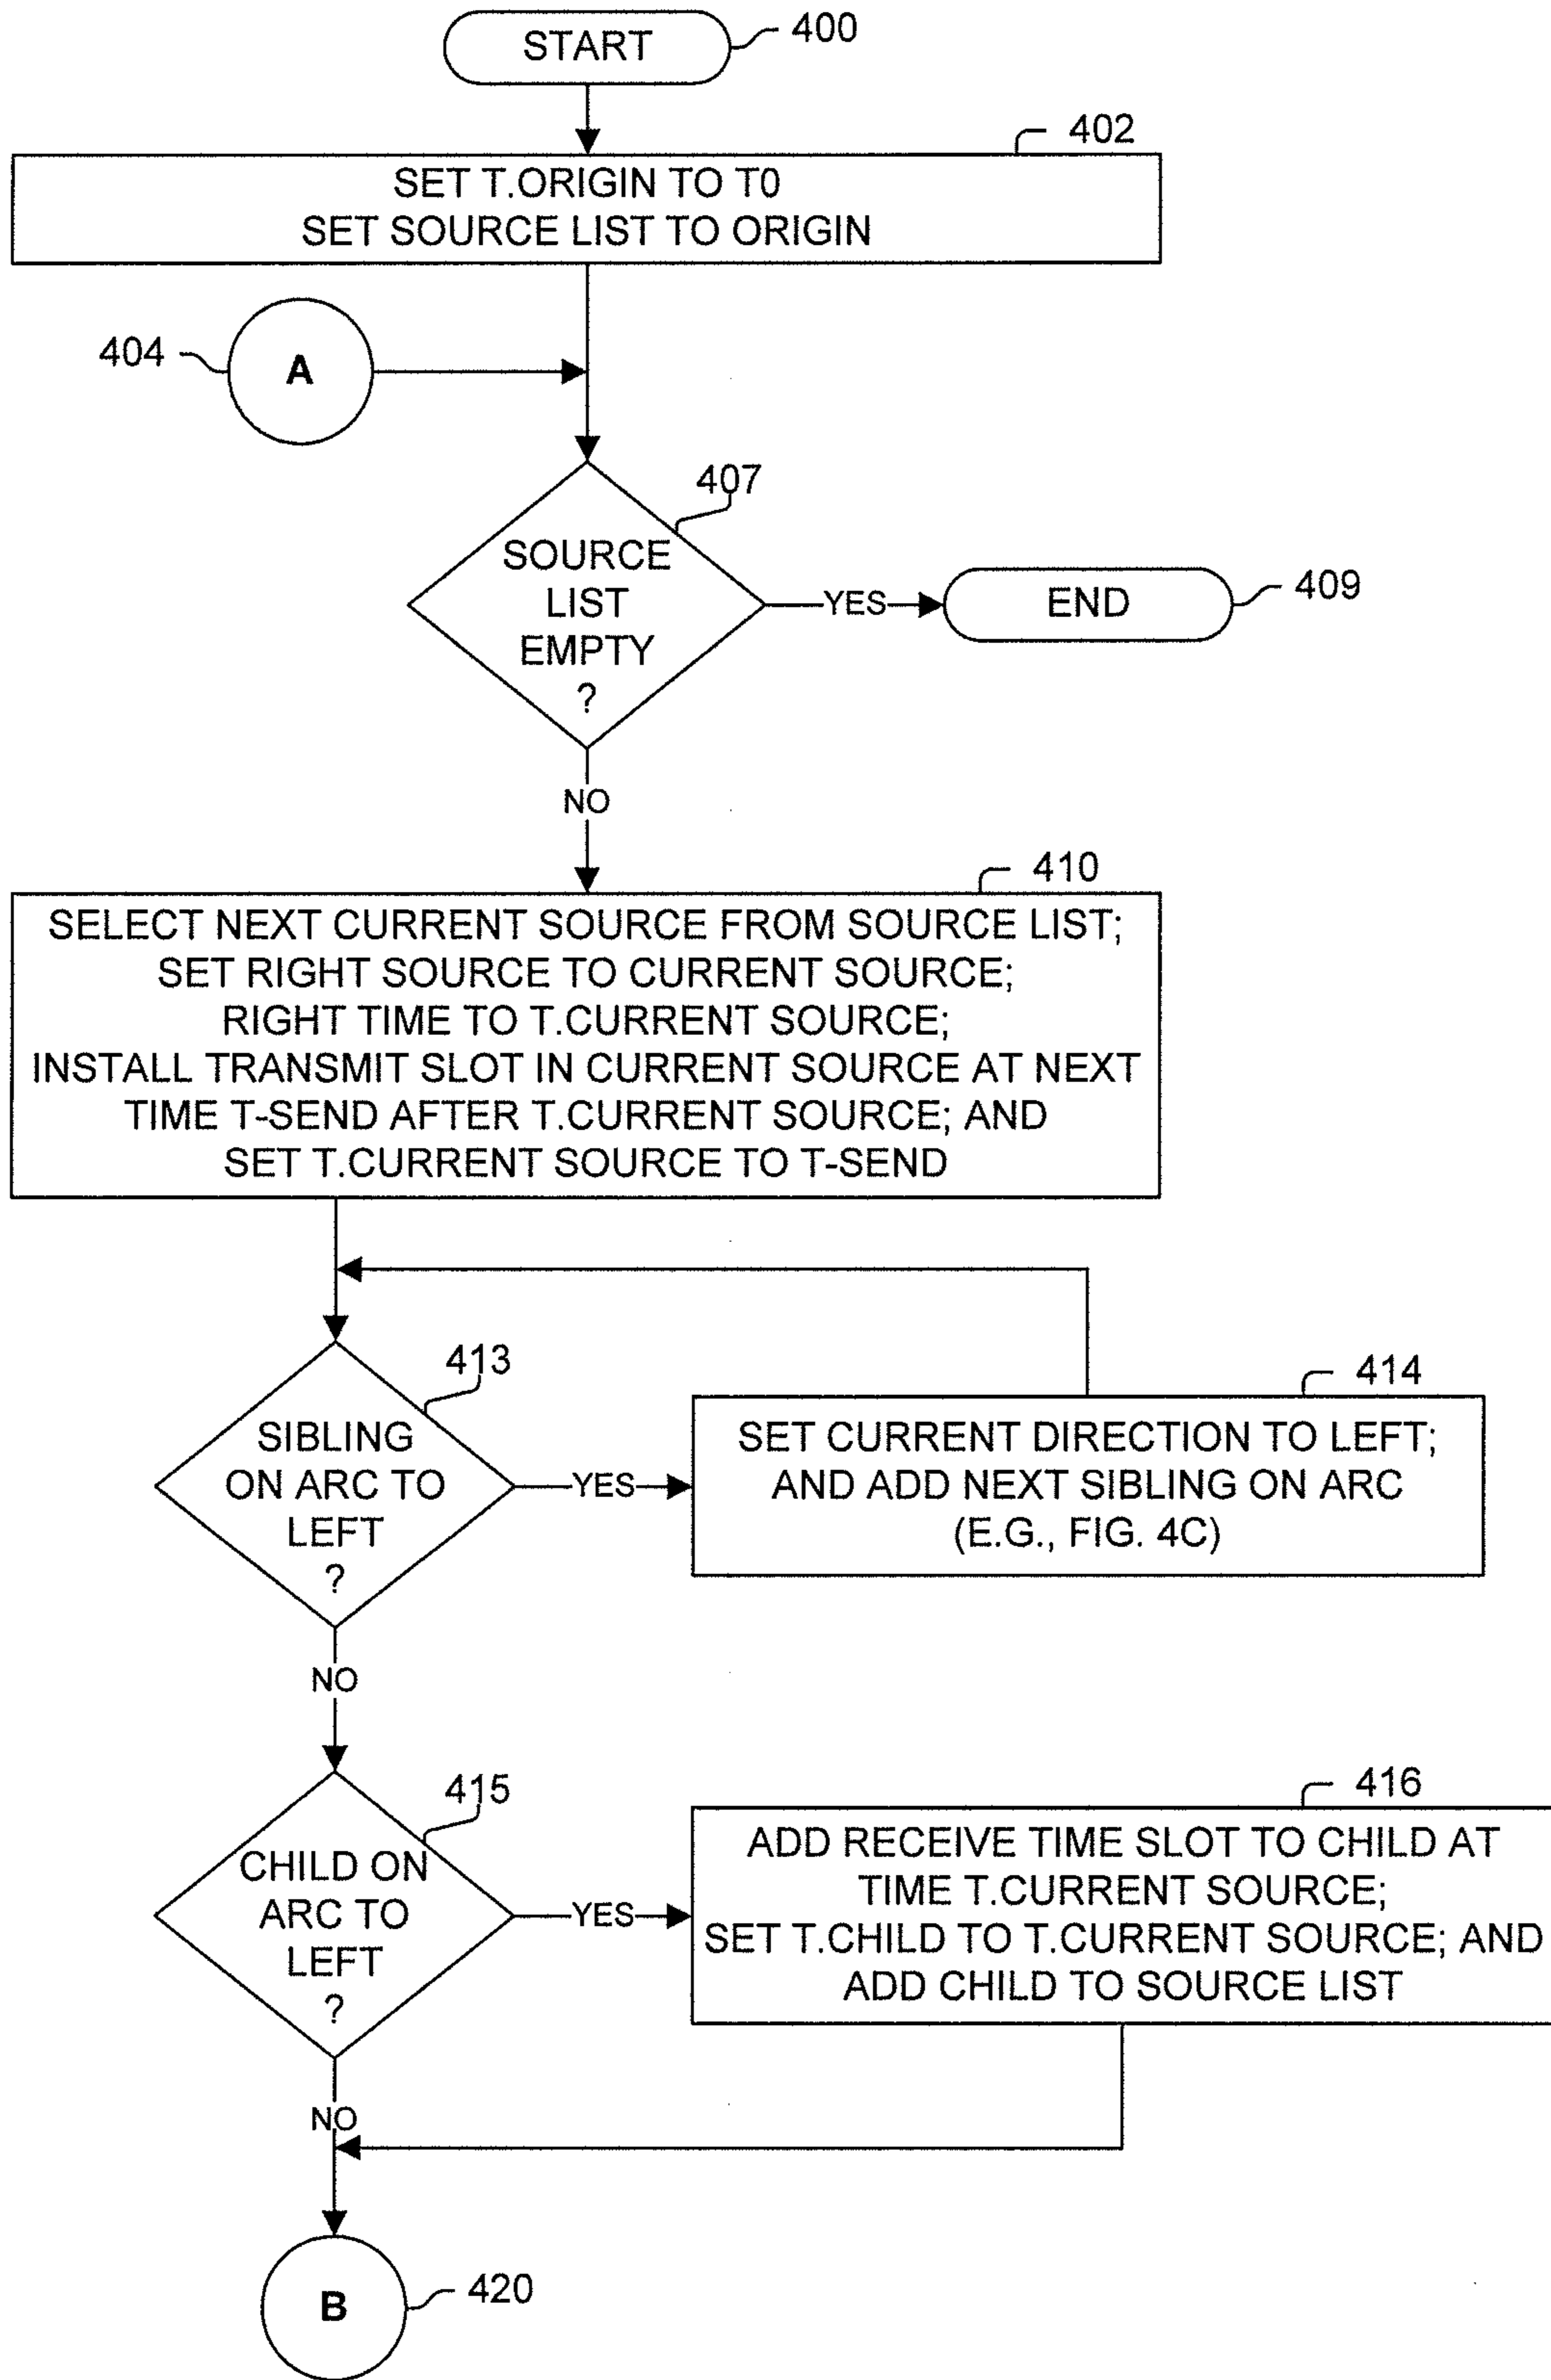 START
400
402
SET T.ORIGIN TO T0
SET SOURCE LIST TO ORIGIN
404
A
407
SOURCE
LIST
EMPTY
?
YES
END
409
NO
410
SELECT NEXT CURRENT SOURCE FROM SOURCE LIST;
SET RIGHT SOURCE TO CURRENT SOURCE;
RIGHT TIME TO T.CURRENT SOURCE;
INSTALL TRANSMIT SLOT IN CURRENT SOURCE AT NEXT
TIME T-SEND AFTER T.CURRENT SOURCE; AND
SET T.CURRENT SOURCE TO T-SEND
413
SIBLING
ON ARC TO
LEFT
?
YES
414
SET CURRENT DIRECTION TO LEFT;
AND ADD NEXT SIBLING ON ARC
(E.G., FIG. 4C)
NO
415
CHILD ON
ARC TO
LEFT
?
YES
416
ADD RECEIVE TIME SLOT TO CHILD AT
TIME T.CURRENT SOURCE;
SET T.CHILD TO T.CURRENT SOURCE; AND
ADD CHILD TO SOURCE LIST
NO
B
420